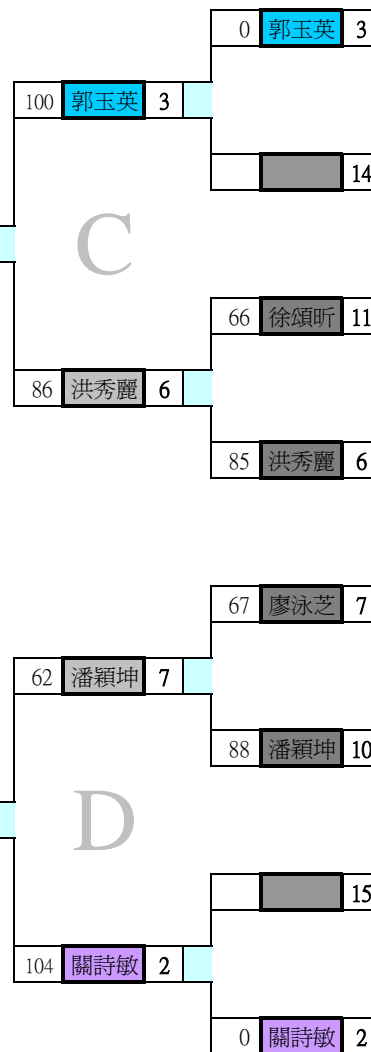 0 郭玉英 3
100 郭玉英 3
14
C
66 徐頌昕 11
86 洪秀麗 6
85 洪秀麗 6
67 廖泳芝 7
62 潘穎坤 7
88 潘穎坤 10
D
15
104 關詩敏 2
0 關詩敏 2